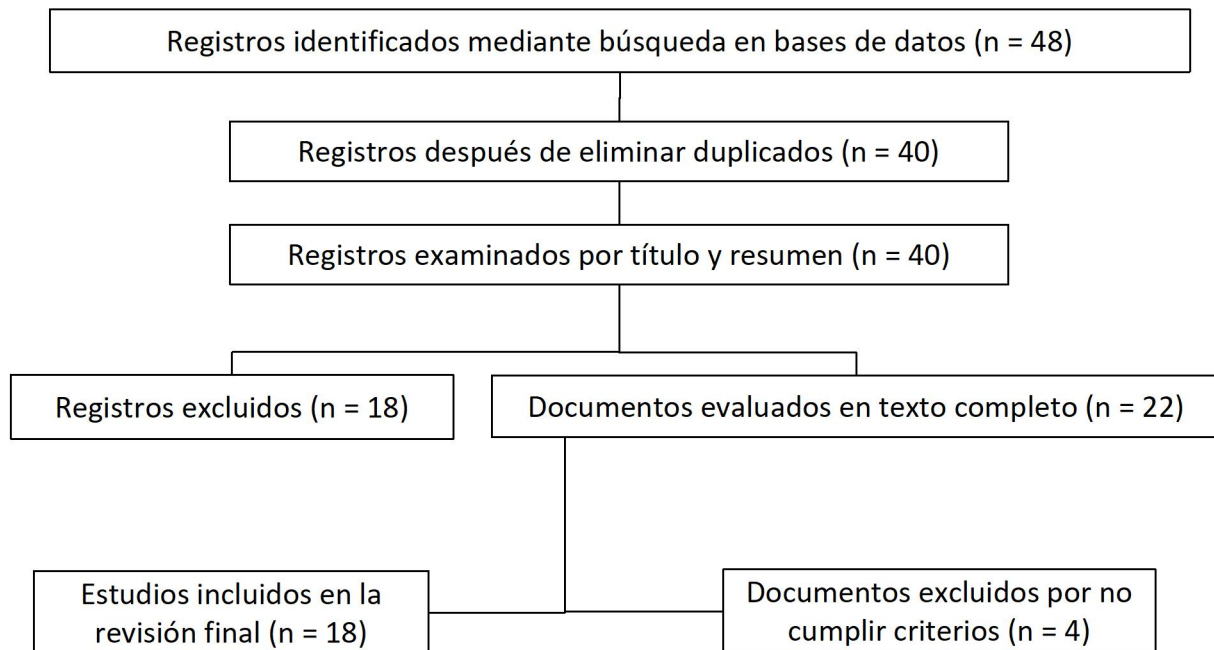 Registros identificados mediante búsqueda en bases de datos (n = 48)
Registros después de eliminar duplicados (n = 40)
Registros examinados por título y resumen (n = 40)
Registros excluidos (n = 18)
Documentos evaluados en texto completo (n = 22)
Estudios incluidos en la
revisión final (n = 18)
Documentos excluidos por no
cumplir criterios (n = 4)